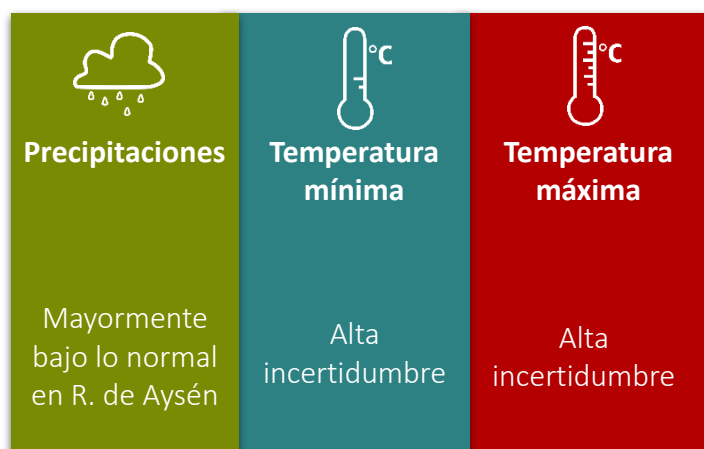 Precipitaciones
Mayormente
bajo lo normal
en R. de Aysén
°C
Temperatura
mínima
Alta
incertidumbre
°C
Temperatura
máxima
Alta
incertidumbre